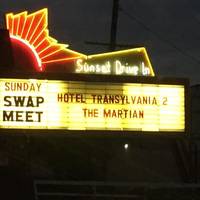 Sunset Drive In
SUNDAY
SWAP
MEET
HOTEL TRANSYLVANIA 2
THE MARTIAN